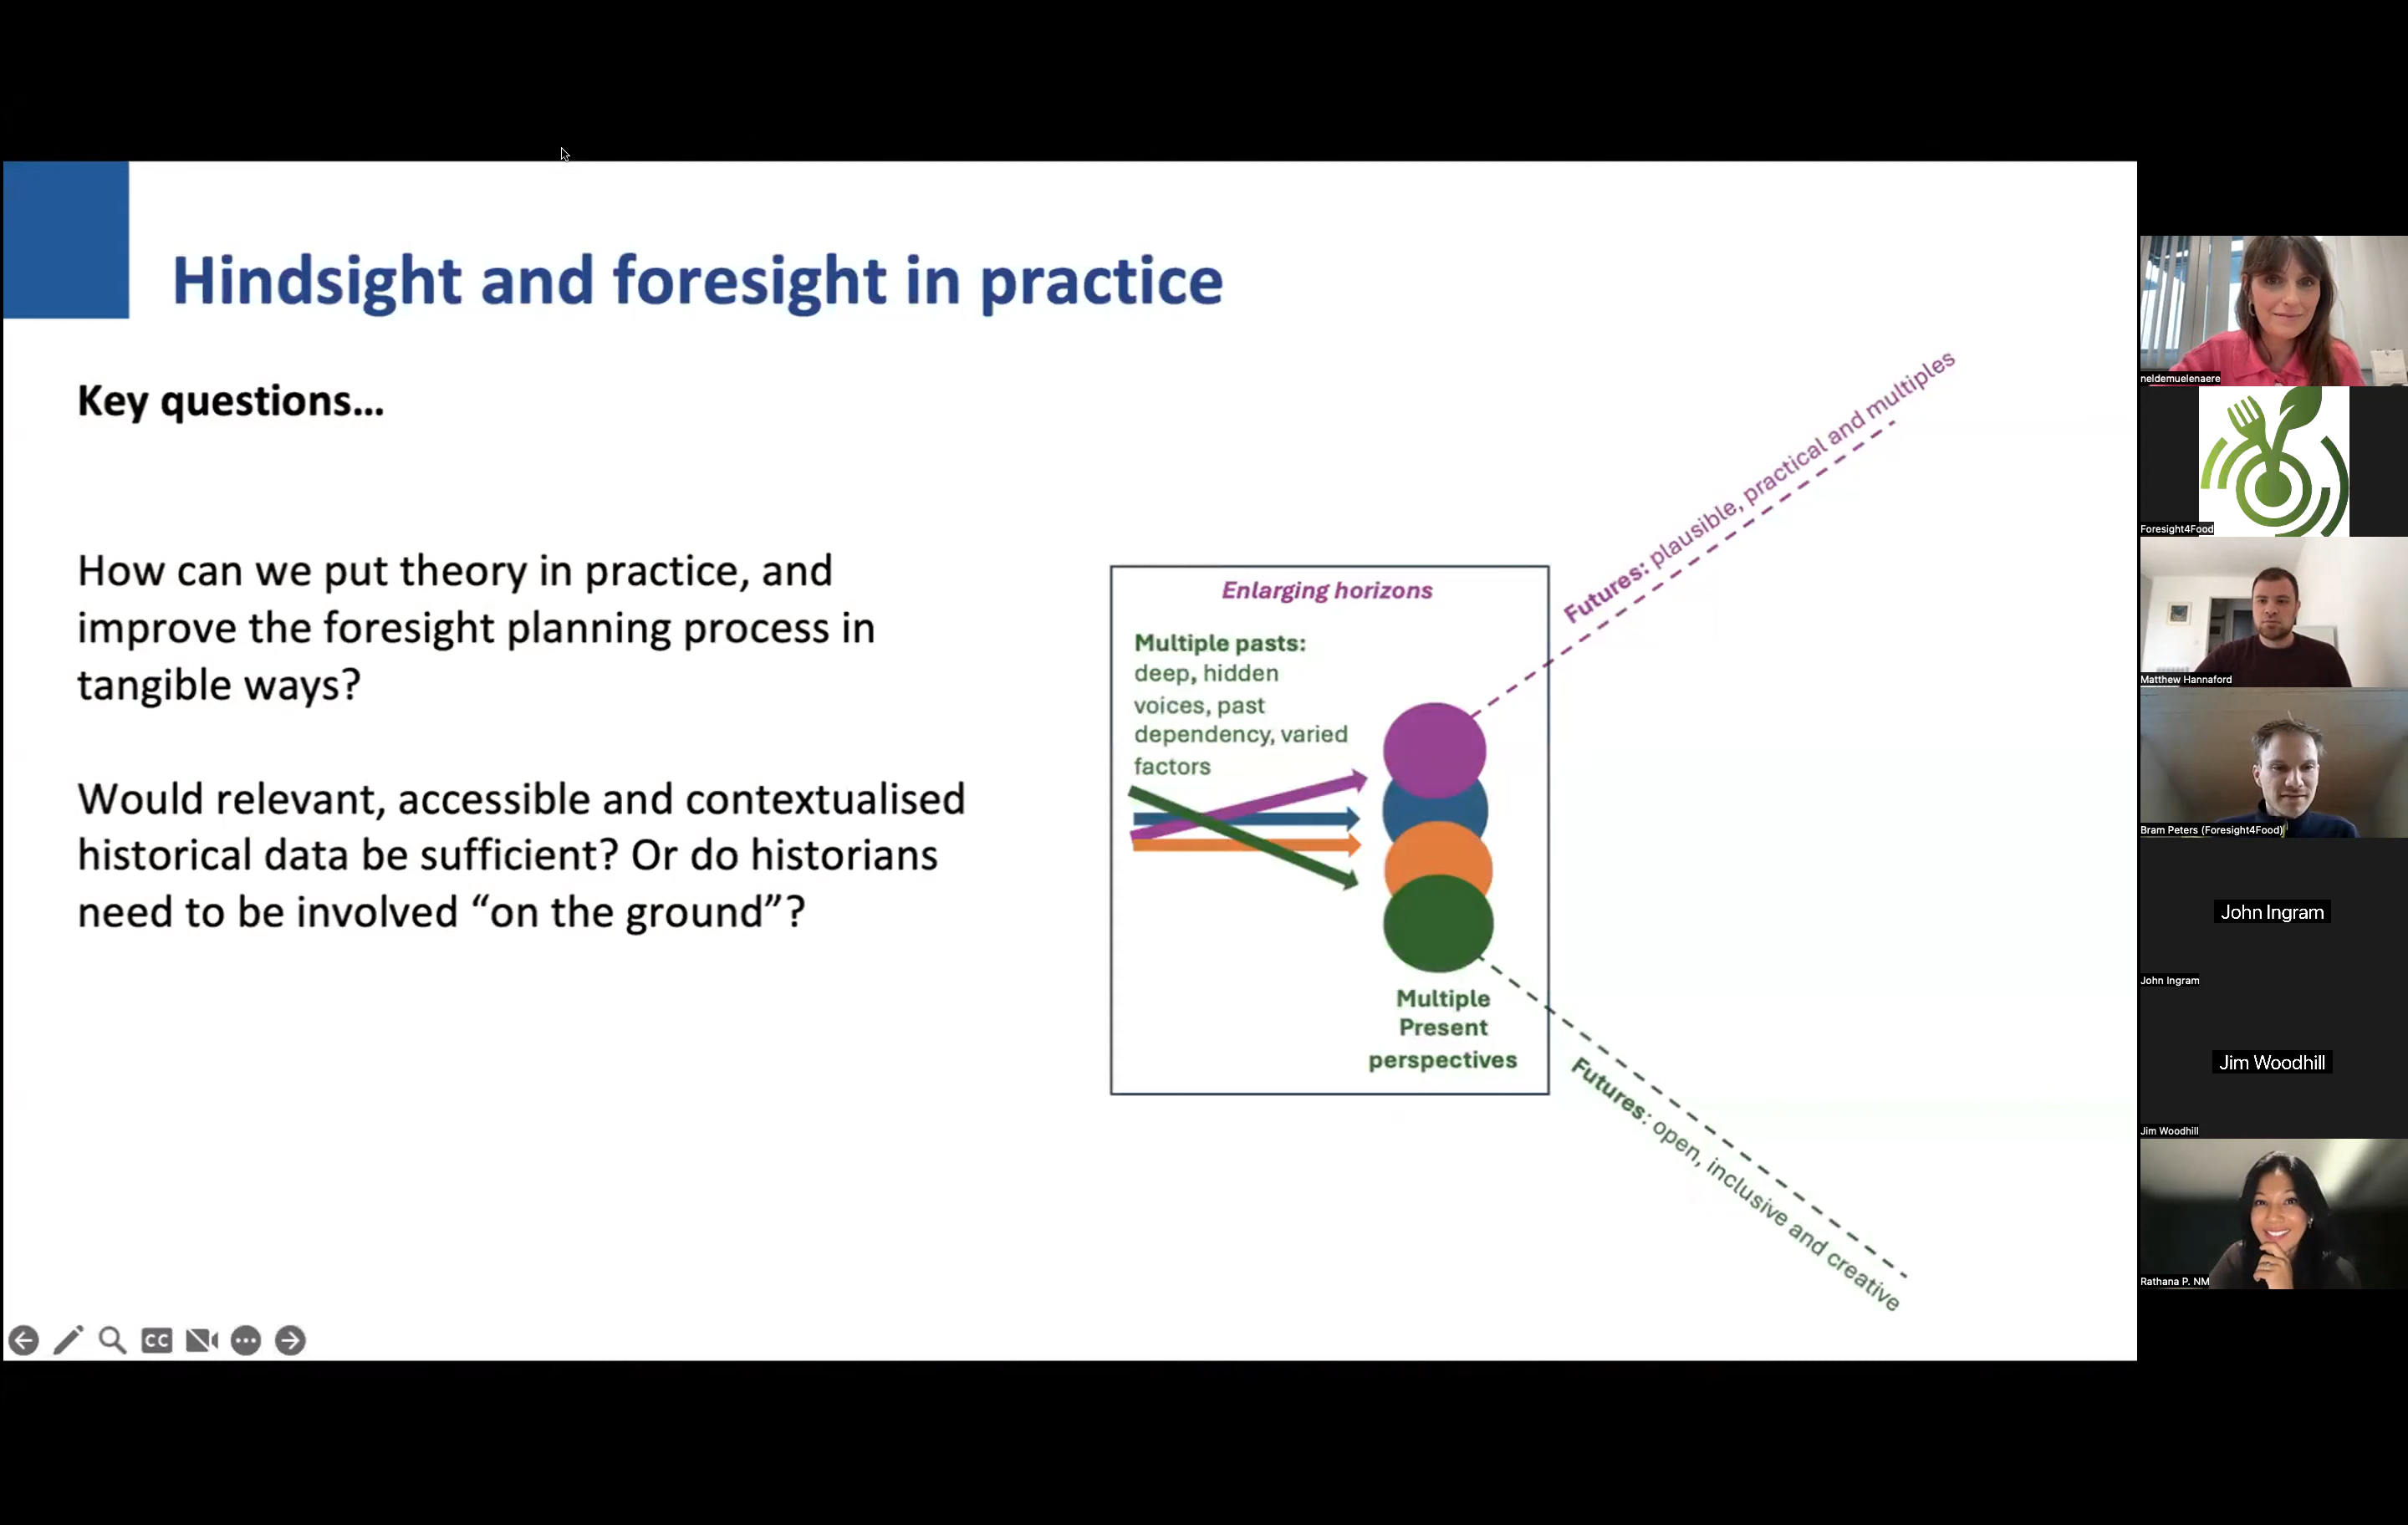 Hindsight and foresight in practice
Key questions...
How can we put theory in practice, and
improve the foresight planning process in
tangible ways?
Would relevant, accessible and contextualised
historical data be sufficient? Or do historians
need to be involved “on the ground”?
Enlarging horizons
Multiple pasts:
deep, hidden
voices, past
dependency, varied
factors
Multiple
Present
perspectives
Futures: plausible, practical and multiples
Futures: open, inclusive and creative
CC
neldemuelenaere
Foresight4Food
Matthew Hannaford
Bram Peters (Foresight4Food)
John Ingram
John Ingram
Jim Woodhill
Jim Woodhill
Rathana P. NM